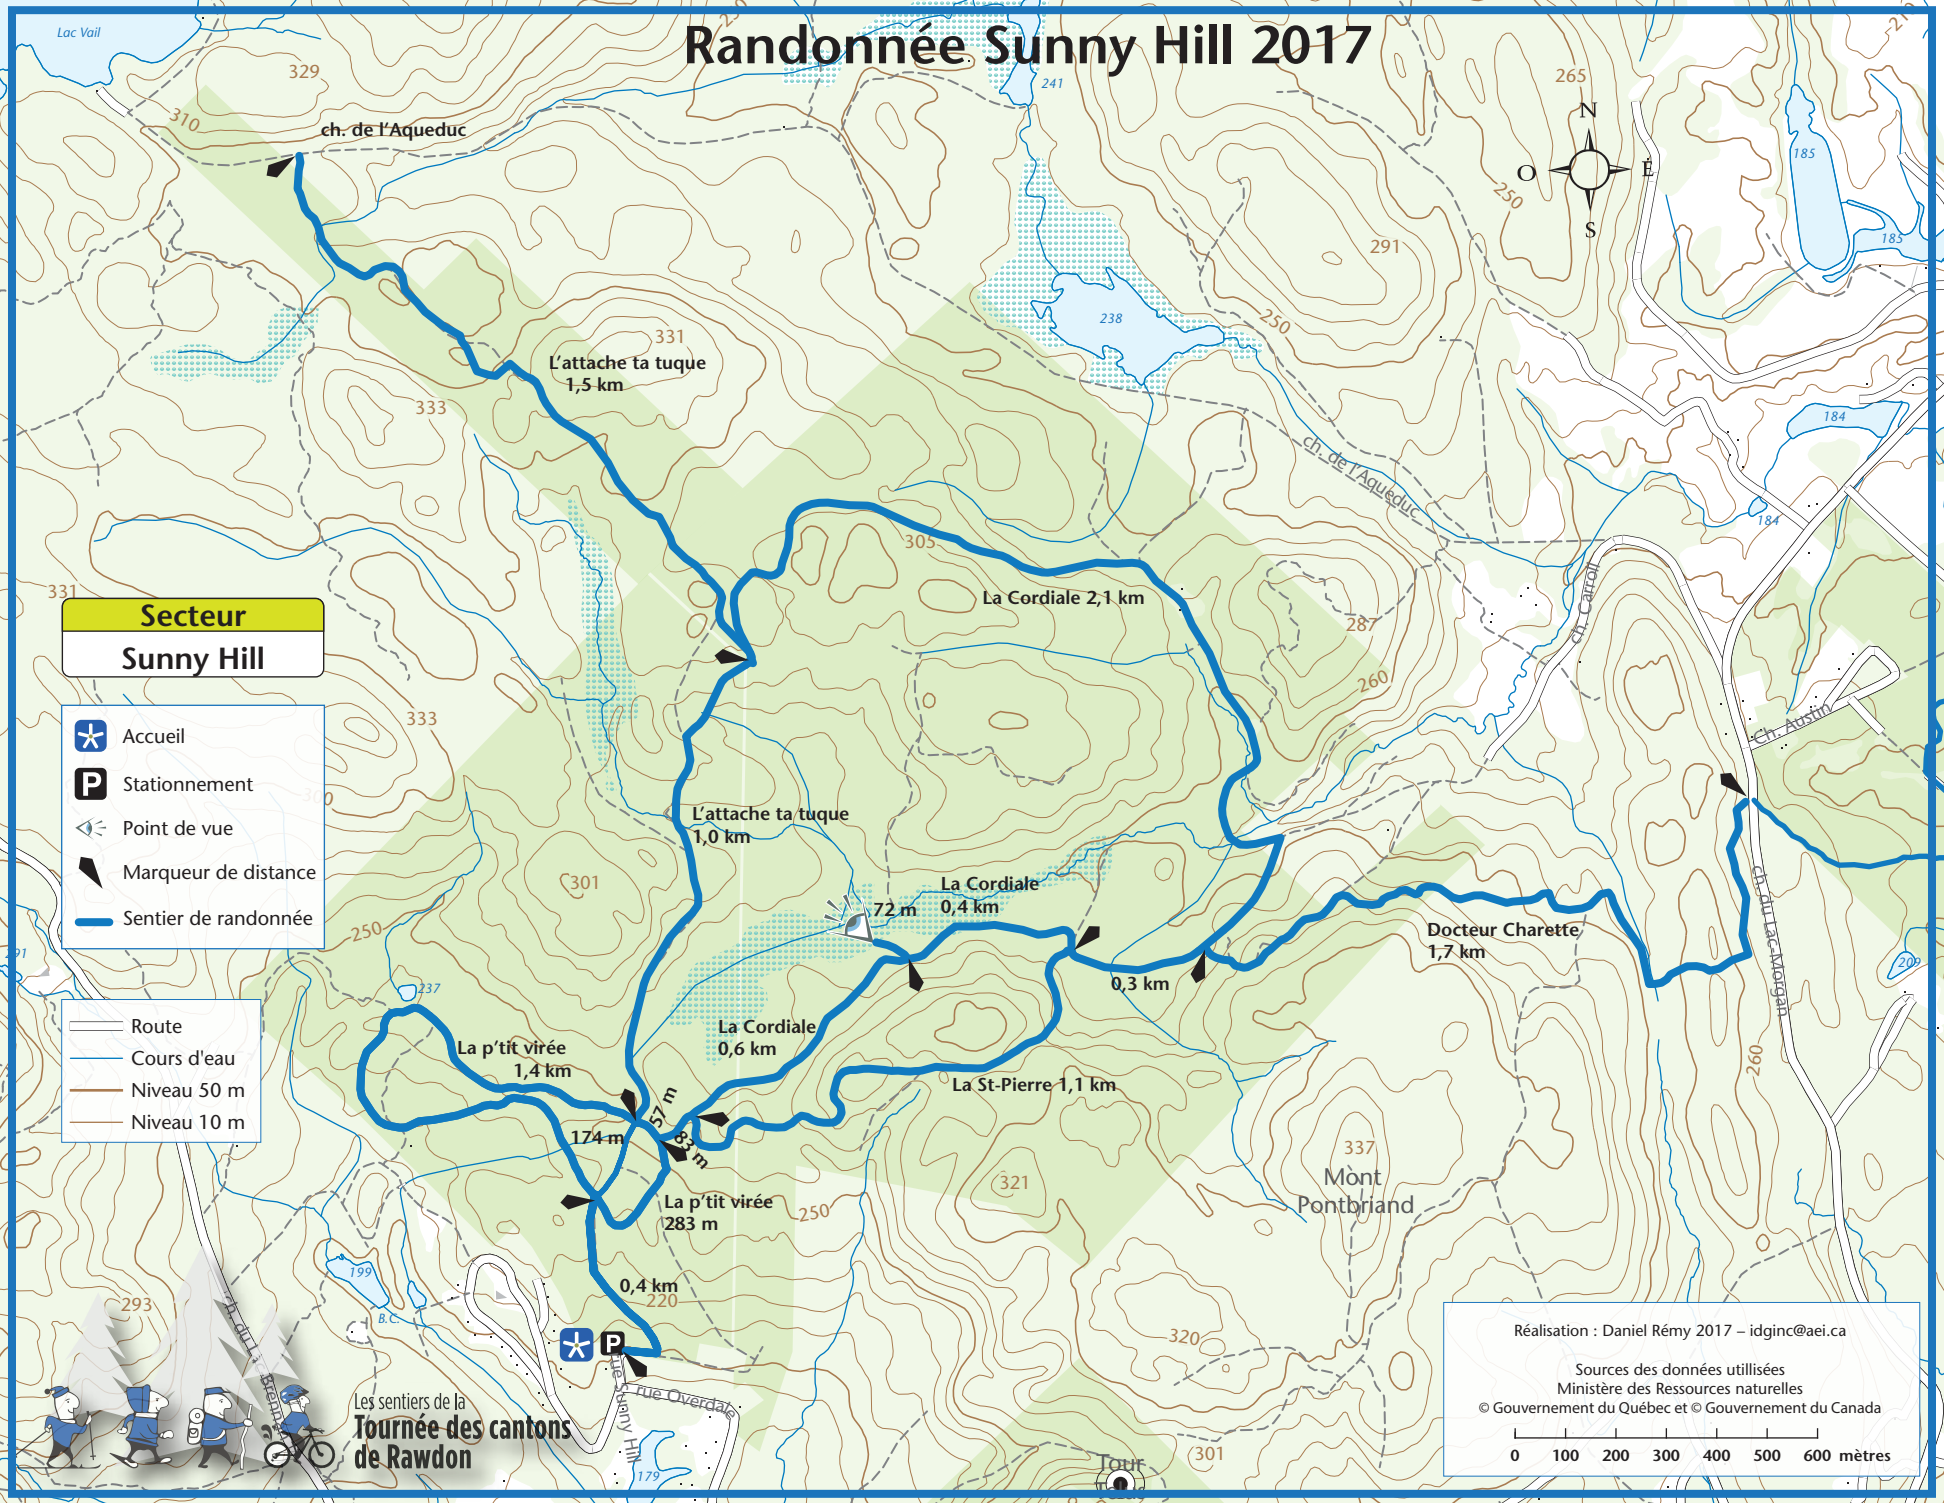 Randonnée Sunny Hill 2017
Lac Vail
329
310
ch. de l'Aqueduc
250
241
265
210
N
O
É
S
250
185
185
291
250
238
331
L'attache ta tuque
1,5 km
333
184
ch. de l'Aqueduc
184
305
La Cordiale 2,1 km
ch. Carroll
287
260
331
Secteur
Sunny Hill
333
Ch. Austin
Accueil
Stationnement
Point de vue
Marqueur de distance
Sentier de randonnée
300
L'attache ta tuque
1,0 km
301
La Cordiale
0,4 km
72 m
250
Docteur Charette
1,7 km
ch. du Lac-Morgan
291
209
237
0,3 km
La Cordiale
0,6 km
Route
Cours d'eau
Niveau 50 m
Niveau 10 m
La p'tit virée
1,4 km
La St-Pierre 1,1 km
260
57 m
174 m
83 m
337
Mont
Pontbriand
321
La p'tit virée
283 m
250
199
0,4 km
220
293
B.C.
P
320
rue Overdale
rue Sunny Hill
179
301
Tour
Les sentiers de la
Tournée des cantons
de Rawdon
Réalisation : Daniel Rémy 2017 – idginc@aei.ca
Sources des données utillisées
Ministère des Ressources naturelles
© Gouvernement du Québec et © Gouvernement du Canada
0 100 200 300 400 500 600 mètres